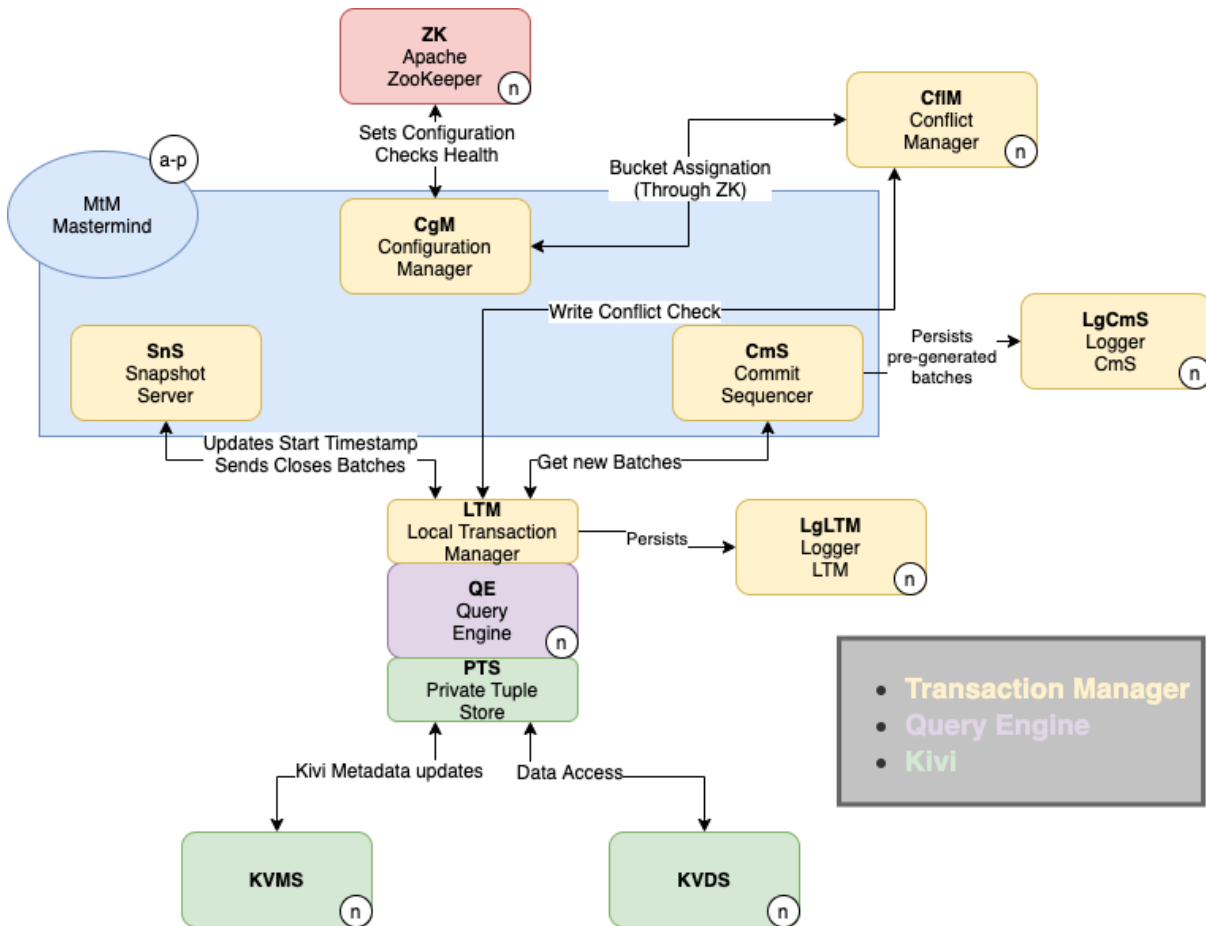 ZK
Apache
ZooKeeper
n
CflM
Conflict
Manager
n
Sets Configuration
Checks Health
a-p
MtM
Mastermind
Bucket Assignation
(Through ZK)
CgM
Configuration
Manager
Write Conflict Check
SnS
Snapshot
Server
CmS
Commit
Sequencer
Persists
pre-generated
batches
LgCmS
Logger
CmS
n
Updates Start Timestamp
Sends Closes Batches
Get new Batches
LTM
Local Transaction
Manager
Persists
LgLTM
Logger
LTM
n
QE
Query
Engine
n
PTS
Private Tuple
Store
Transaction Manager
Query Engine
Kivi
Kivi Metadata updates
Data Access
KVMS
n
KVDS
n